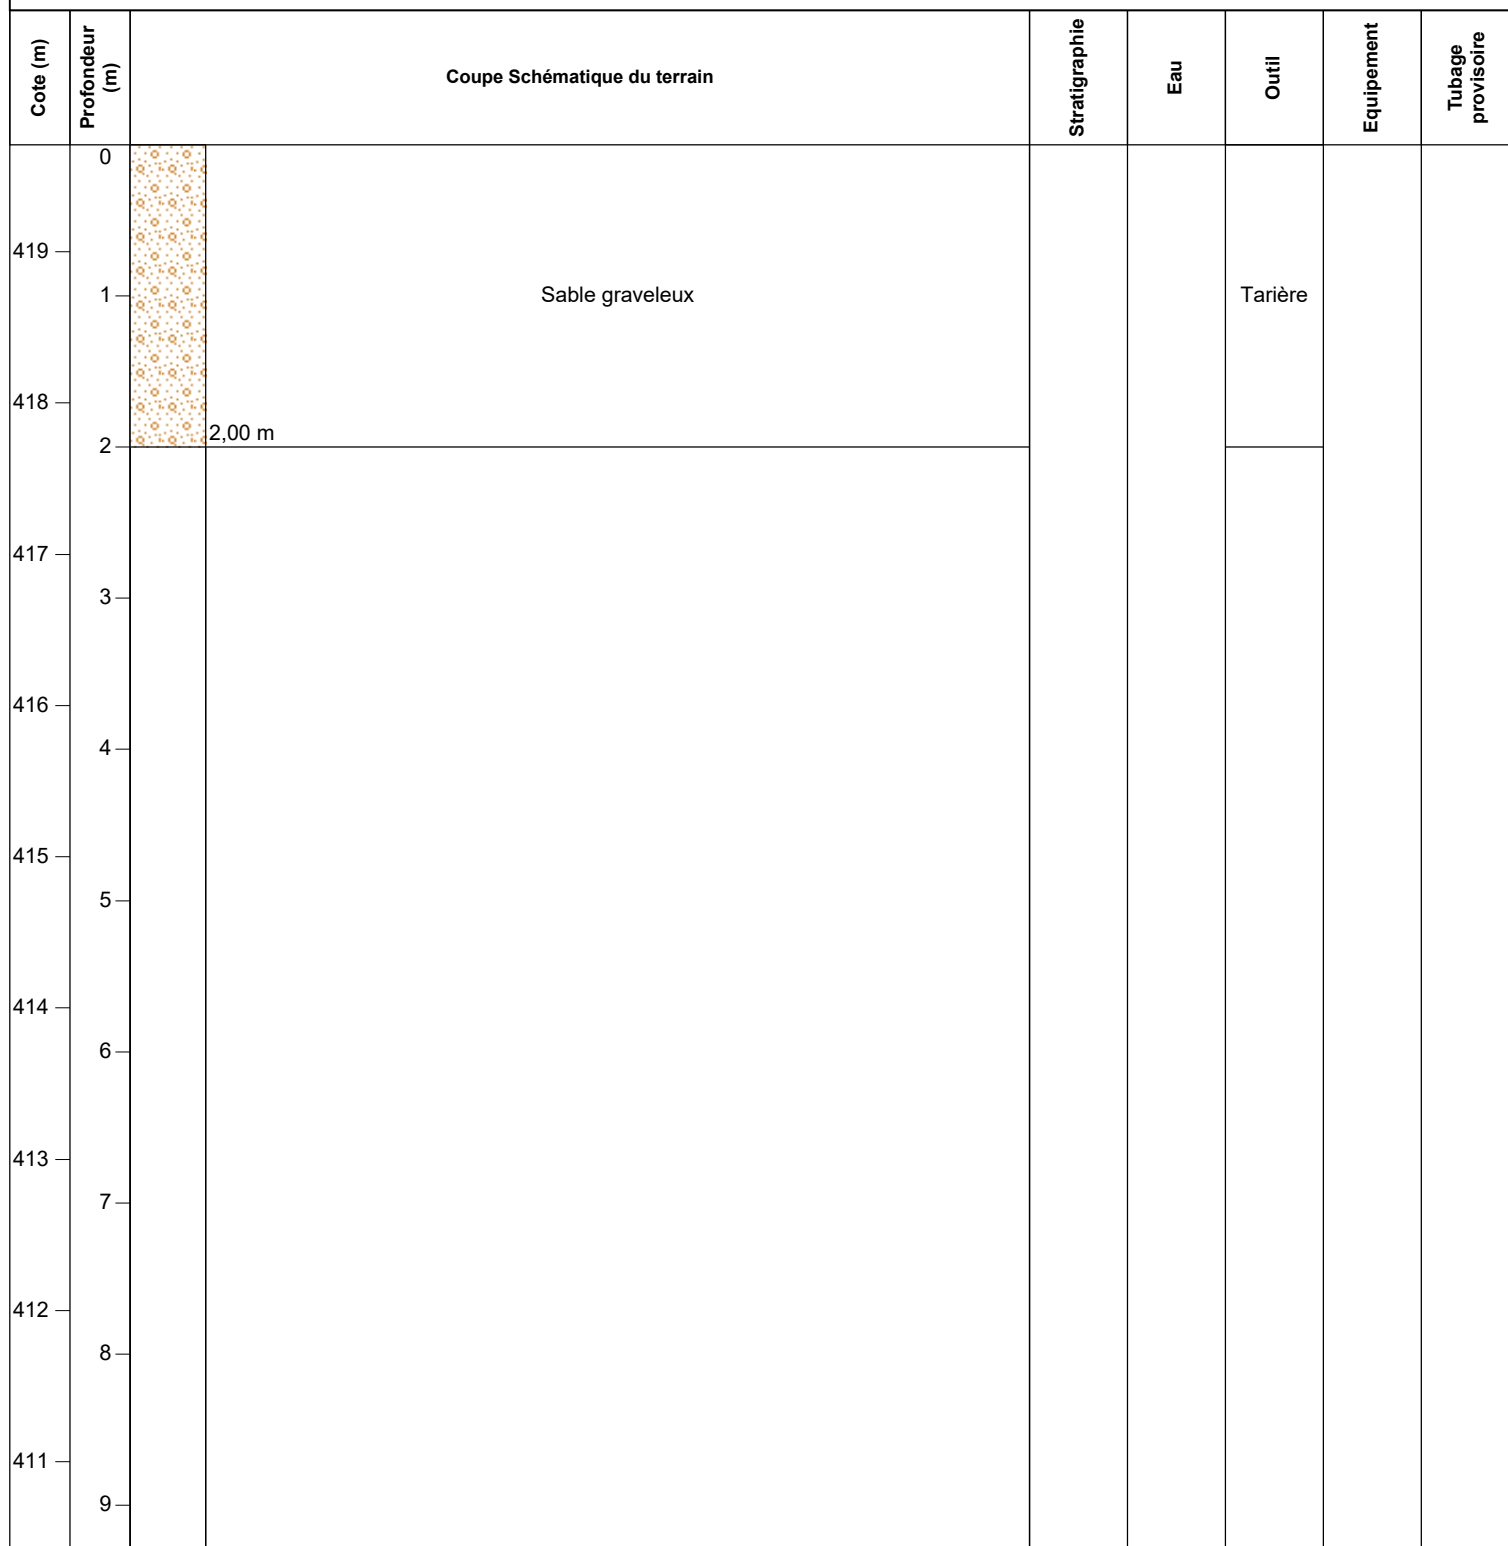 Cote (m)
Profondeur
(m)
Coupe Schématique du terrain
Stratigraphie
Eau
Outil
Equipement
Tubage
provisoire
0
419
1
Sable graveleux
Tarière
418
2,00 m
2
417
3
416
4
415
5
414
6
413
7
412
8
411
9